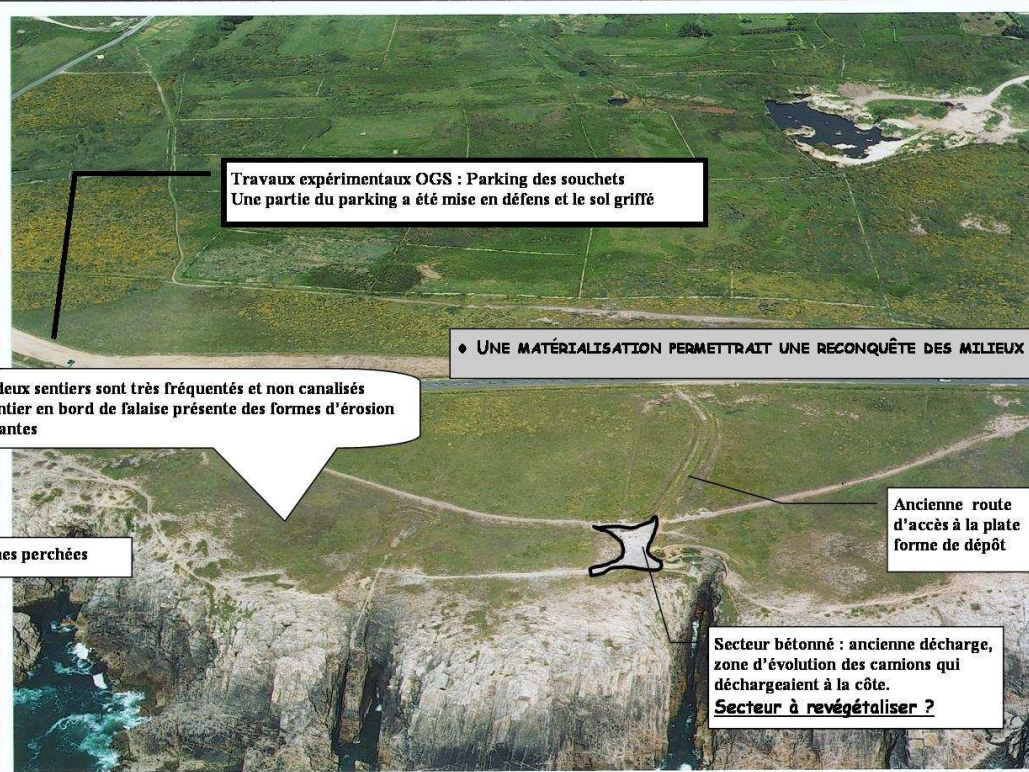 Travaux expérimentaux OGS : Parking des souchets
Une partie du parking a été mise en défens et le sol griffé
• UNE MATÉRIALISATION PERMETTRAIT UNE RECONQUÊTE DES MILIEUX
deux sentiers sont très fréquentés et non canalisés
ntier en bord de falaise présente des formes d'érosion
antes
Ancienne route
d'accès à la plate
forme de dépôt
nes perchées
Secteur bétonné : ancienne décharge,
zone d'évolution des camions qui
déchargeaient à la côte.
Secteur à revégétaliser ?